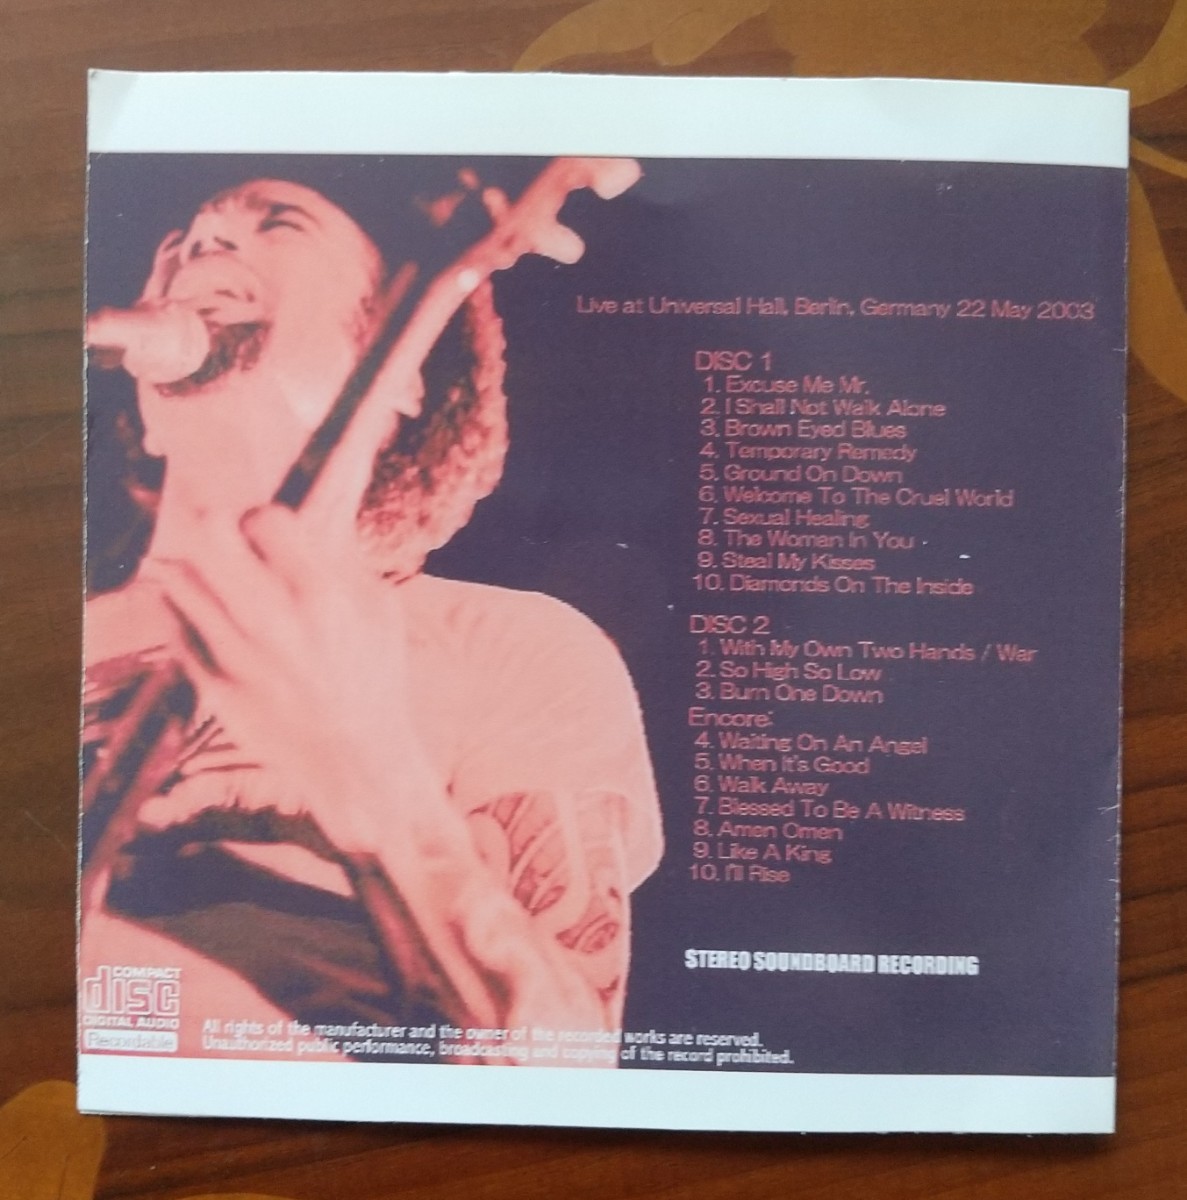 Live at Universal Hall, Berlin, Germany 22 May 2003
DISC 1
1. Excuse Me Mr.
2. I Shall Not Walk Alone
3. Brown Eyed Blues
4. Temporary Remedy
5. Ground On Down
6. Welcome To The Cruel World
7. Sexual Healing
8. The Woman In You
9. Steal My Kisses
10. Diamonds On The Inside
DISC 2
1. With My Own Two Hands / War
2. So High So Low
3. Burn One Down
Encore:
4. Waiting On An Angel
5. When It's Good
6. Walk Away
7. Blessed To Be A Witness
8. Amen Omen
9. Like A King
10. I'll Rise
STEREO SOUNDBOARD RECORDING
COMPACT
disc
DIGITAL AUDIO
Recordable
All rights of the manufacturer and the owner of the recorded works are reserved.
Unauthorized public performance, broadcasting and copying of the record prohibited.